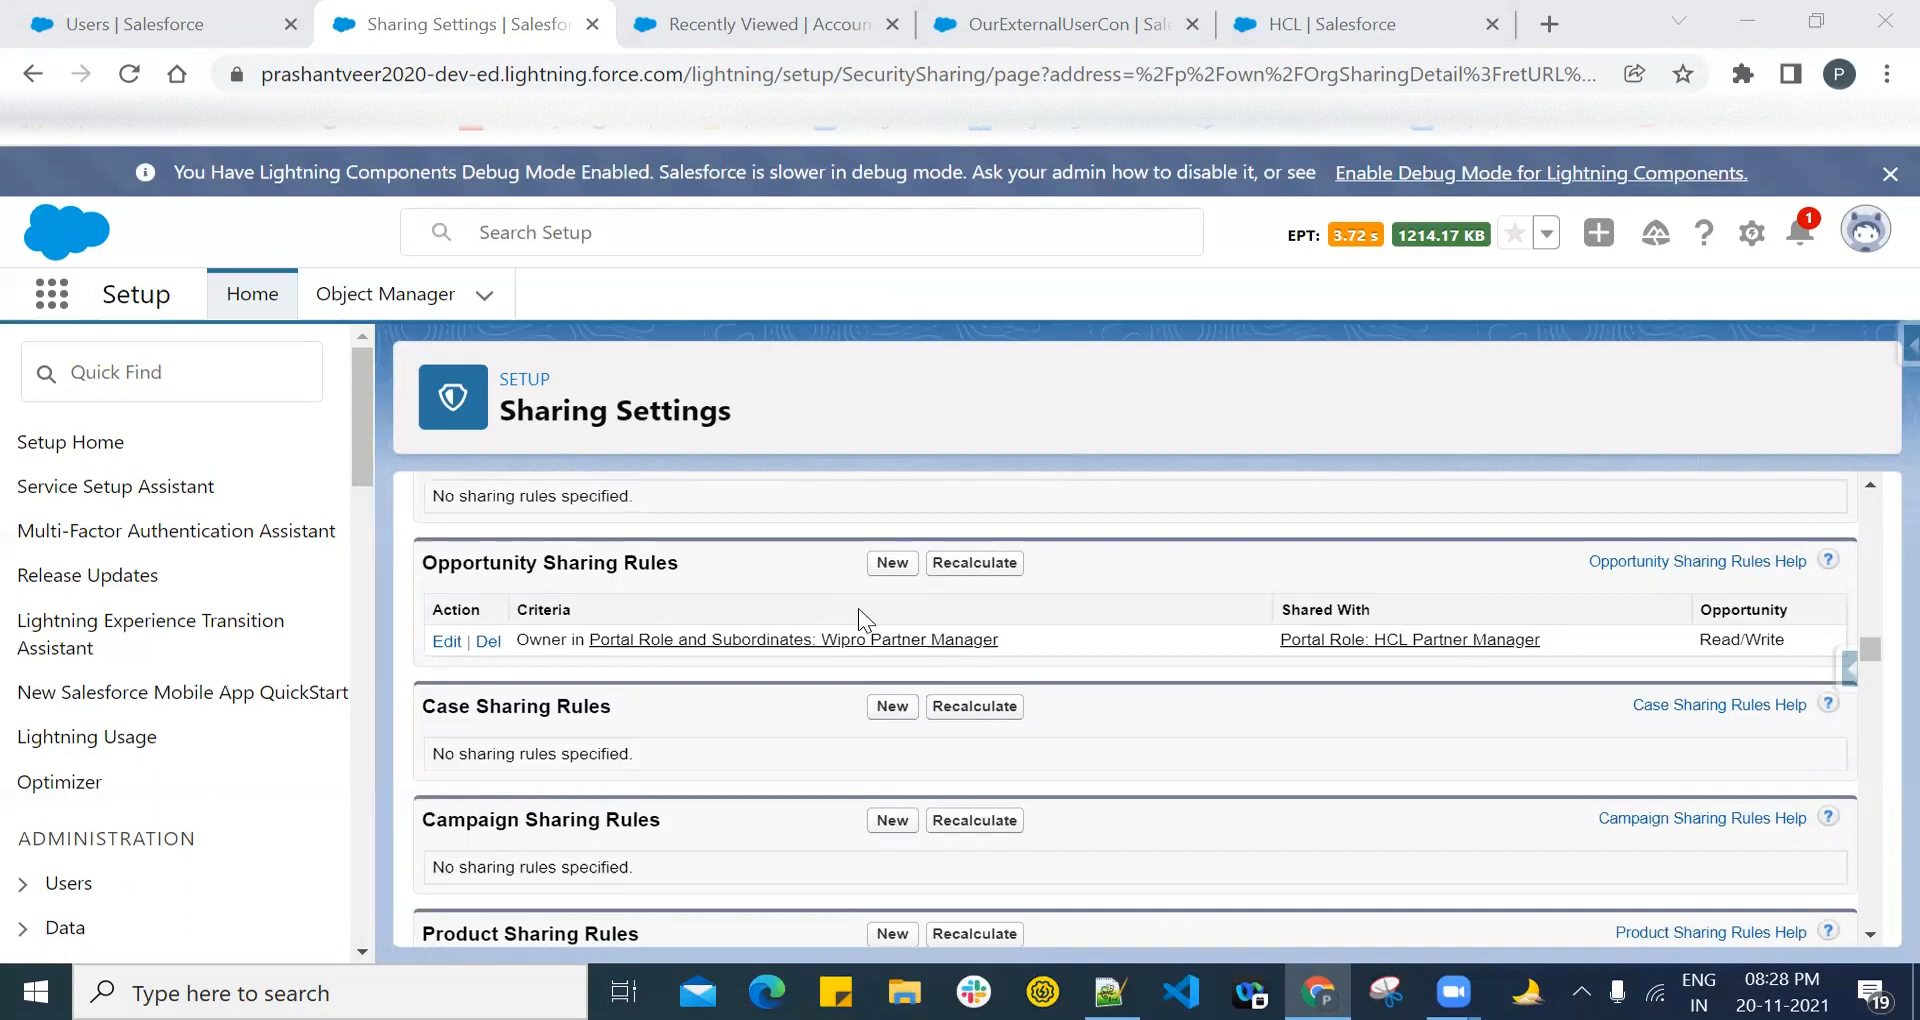 Users | Salesforce
Sharing Settings | Salesfor
Recently Viewed | Accoun
OurExternalUserCon | Sale
HCL | Salesforce
prashantveer2020-dev-ed.lightning.force.com/lightning/setup/SecuritySharing/page?address=%2Fp%2Fown%2FOrgSharingDetail%3FretURL%...
P
You Have Lightning Components Debug Mode Enabled. Salesforce is slower in debug mode. Ask your admin how to disable it, or see Enable Debug Mode for Lightning Components.
Search Setup
EPT: 3.72 s 1214.17 KB
1
Setup
Home
Object Manager
Quick Find
Setup Home
Service Setup Assistant
Multi-Factor Authentication Assistant
Release Updates
Lightning Experience Transition
Assistant
New Salesforce Mobile App QuickStart
Lightning Usage
Optimizer
ADMINISTRATION
Users
Data
SETUP
Sharing Settings
No sharing rules specified.
Opportunity Sharing Rules New Recalculate Opportunity Sharing Rules Help ?
Action Criteria Shared With Opportunity
Edit | Del Owner in Portal Role and Subordinates: Wipro Partner Manager Portal Role: HCL Partner Manager Read/Write
Case Sharing Rules New Recalculate Case Sharing Rules Help ?
No sharing rules specified.
Campaign Sharing Rules New Recalculate Campaign Sharing Rules Help ?
No sharing rules specified.
Product Sharing Rules New Recalculate Product Sharing Rules Help ?
Type here to search
P
ENG
IN
08:28 PM
20-11-2021
19